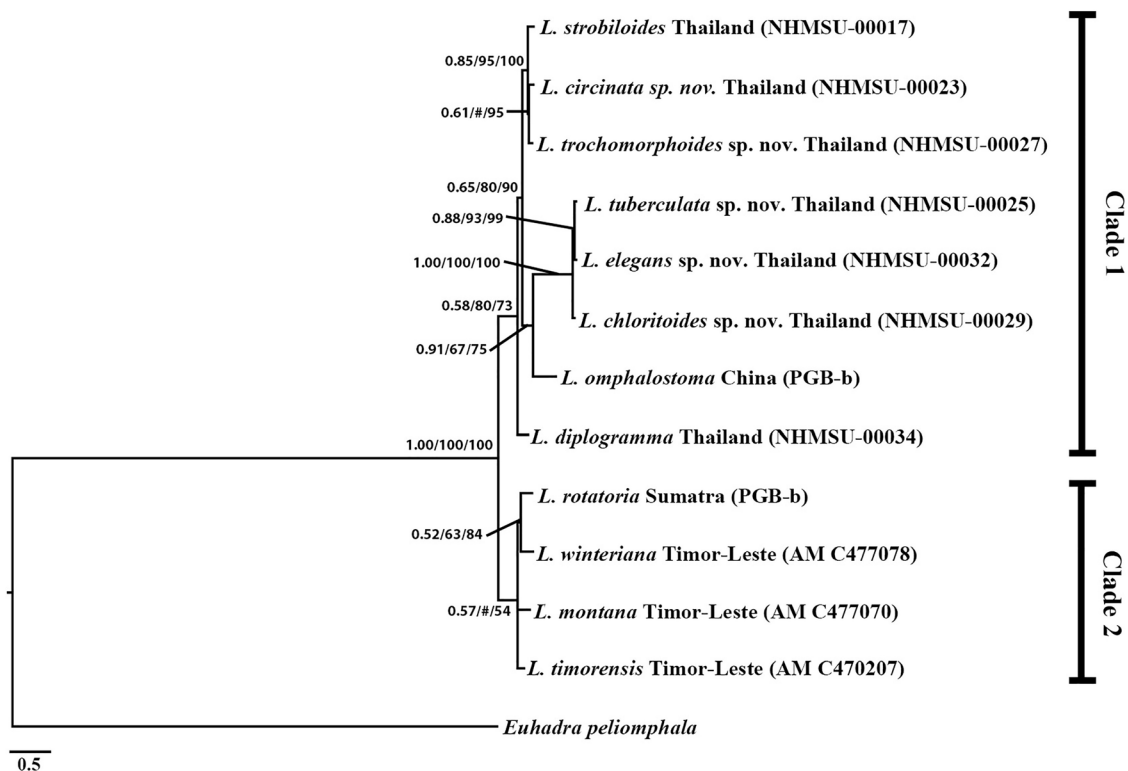 L. strobiloides Thailand (NHMSU-00017)
0.85/95/100
L. circinata sp. nov. Thailand (NHMSU-00023)
0.61/#/95
L. trochomorphoides sp. nov. Thailand (NHMSU-00027)
0.65/80/90
L. tuberculata sp. nov. Thailand (NHMSU-00025)
0.88/93/99
L. elegans sp. nov. Thailand (NHMSU-00032)
1.00/100/100
0.58/80/73
L. chloritoides sp. nov. Thailand (NHMSU-00029)
0.91/67/75
L. omphalostoma China (PGB-b)
L. diplogramma Thailand (NHMSU-00034)
1.00/100/100
Clade 1
L. rotatoria Sumatra (PGB-b)
0.52/63/84
L. winteriana Timor-Leste (AM C477078)
0.57/#/54
L. montana Timor-Leste (AM C477070)
L. timorensis Timor-Leste (AM C470207)
Clade 2
Euhadra peliomphala
0.5